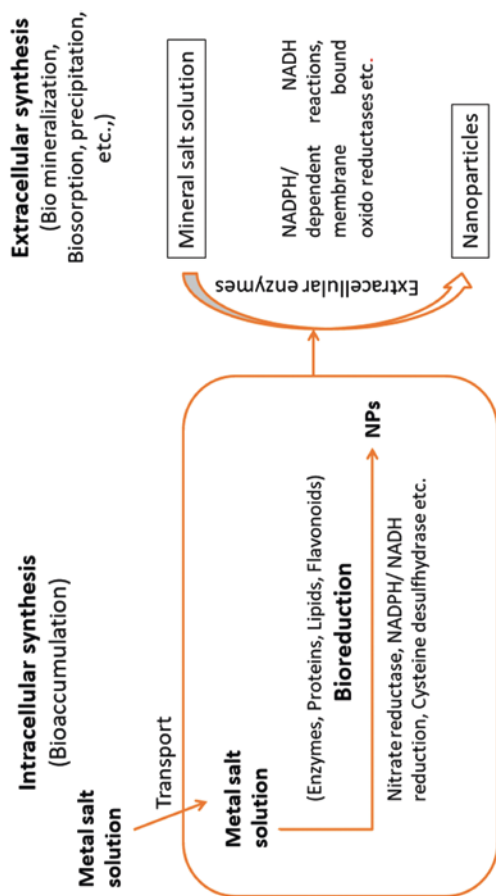 Intracellular synthesis
(Bioaccumulation)
Metal salt
solution
Transport
Metal salt
solution
(Enzymes, Proteins, Lipids, Flavonoids)
Bioreduction
Nitrate reductase, NADPH/ NADH
reduction, Cysteine desulfhydrase etc.
NPs
Extracellular synthesis
(Bio mineralization,
Biosorption, precipitation,
etc.,)
Mineral salt solution
Extracellular enzymes
NADPH/ NADH
dependent reactions,
membrane bound
oxido reductases etc.
Nanoparticles